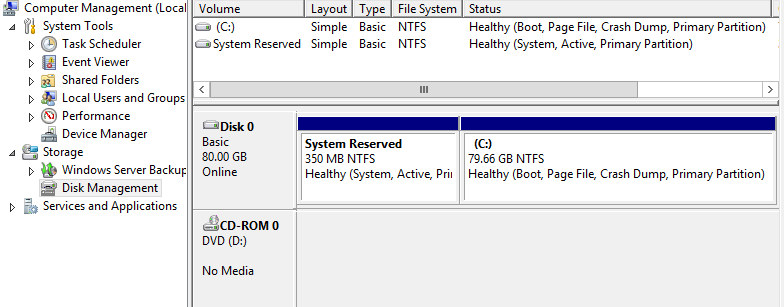 Computer Management (Local
System Tools
Task Scheduler
Event Viewer
Shared Folders
Local Users and Groups
Performance
Device Manager
Storage
Windows Server Backup
Disk Management
Services and Applications
Volume Layout Type File System Status
(C:) Simple Basic NTFS Healthy (Boot, Page File, Crash Dump, Primary Partition)
System Reserved Simple Basic NTFS Healthy (System, Active, Primary Partition)
Disk 0
Basic
80.00 GB
Online
System Reserved
350 MB NTFS
Healthy (System, Active, Pri
(C:)
79.66 GB NTFS
Healthy (Boot, Page File, Crash Dump, Primary Partition)
CD-ROM 0
DVD (D:)
No Media